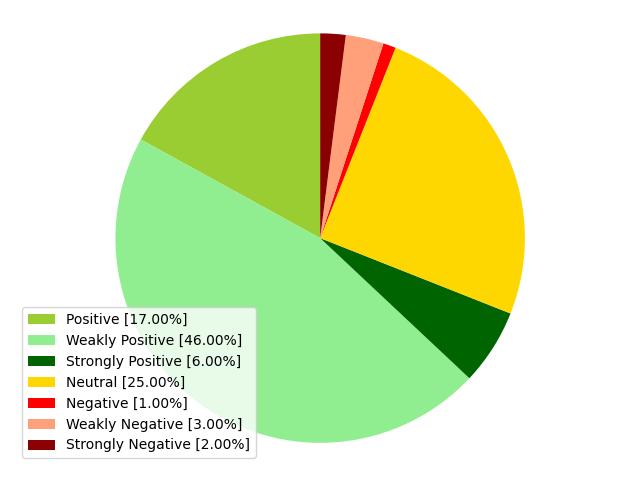 Positive [17.00%]
Weakly Positive [46.00%]
Strongly Positive [6.00%]
Neutral [25.00%]
Negative [1.00%]
Weakly Negative [3.00%]
Strongly Negative [2.00%]